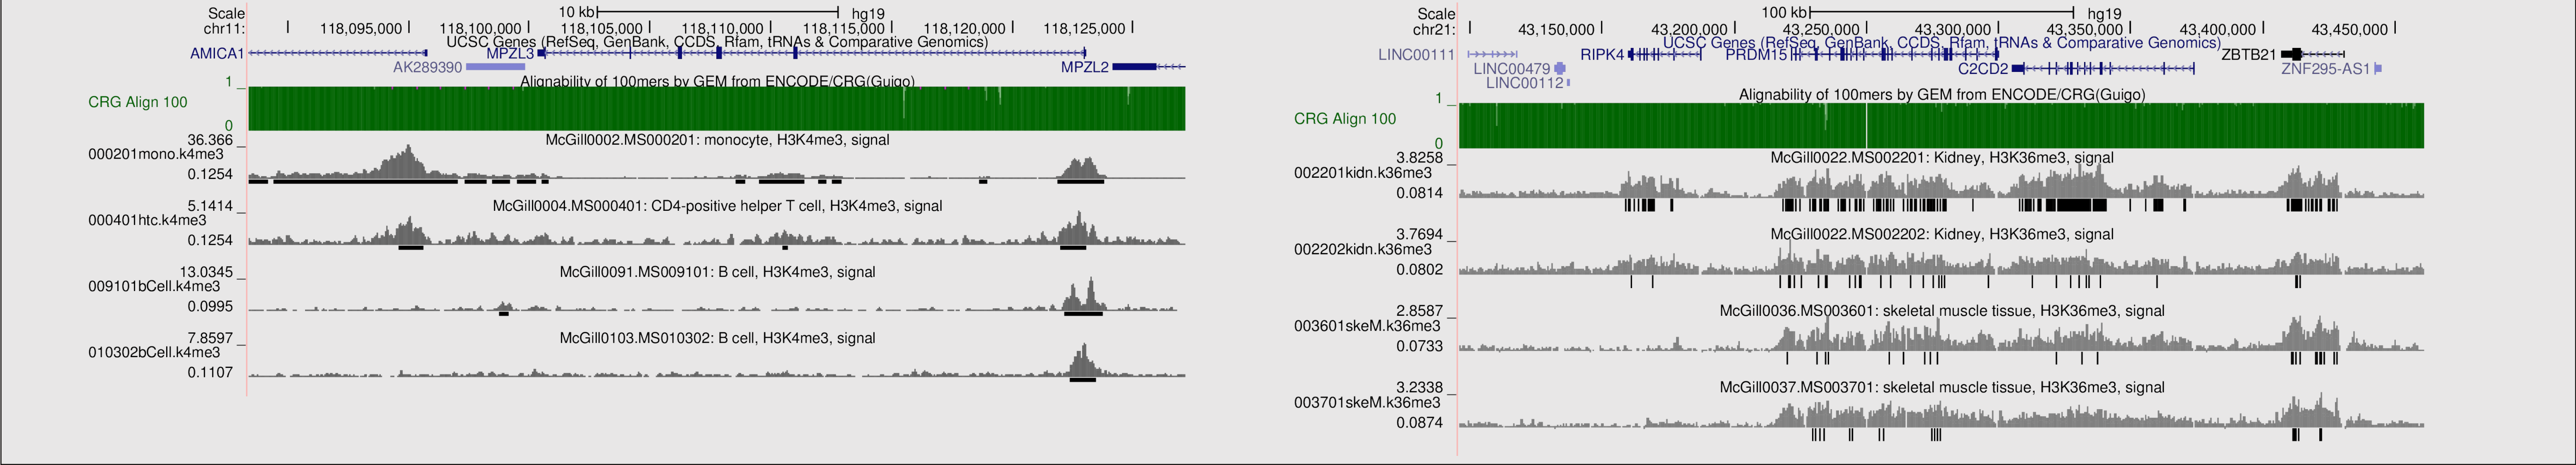 Scale 10 kb hg19
chr11: 118,095,000 118,100,000 118,105,000 118,110,000 118,115,000 118,120,000 118,125,000
UCSC Genes (RefSeq, GenBank, CCDS, Rfam, tRNAs & Comparative Genomics)
AMICA1 MPZL3
AK289390 MPZL2
Alignability of 100mers by GEM from ENCODE/CRG(Guigo)
1
CRG Align 100
0
McGill0002.MS000201: monocyte, H3K4me3, signal
36.366
000201mono.k4me3
0.1254
McGill0004.MS000401: CD4-positive helper T cell, H3K4me3, signal
5.1414
000401htc.k4me3
0.1254
McGill0091.MS009101: B cell, H3K4me3, signal
13.0345
009101bCell.k4me3
0.0995
McGill0103.MS010302: B cell, H3K4me3, signal
7.8597
010302bCell.k4me3
0.1107
Scale 100 kb hg19
chr21: 43,150,000 43,200,000 43,250,000 43,300,000 43,350,000 43,400,000 43,450,000
UCSC Genes (RefSeq, GenBank, CCDS, Rfam, tRNAs & Comparative Genomics)
LINC00111 RIPK4 PRDM15 ZBTB21
LINC00479 C2CD2 ZNF295-AS1
LINC00112
Alignability of 100mers by GEM from ENCODE/CRG(Guigo)
1
CRG Align 100
0
McGill0022.MS002201: Kidney, H3K36me3, signal
3.8258
002201kidn.k36me3
0.0814
McGill0022.MS002202: Kidney, H3K36me3, signal
3.7694
002202kidn.k36me3
0.0802
McGill0036.MS003601: skeletal muscle tissue, H3K36me3, signal
2.8587
003601skeM.k36me3
0.0733
McGill0037.MS003701: skeletal muscle tissue, H3K36me3, signal
3.2338
003701skeM.k36me3
0.0874